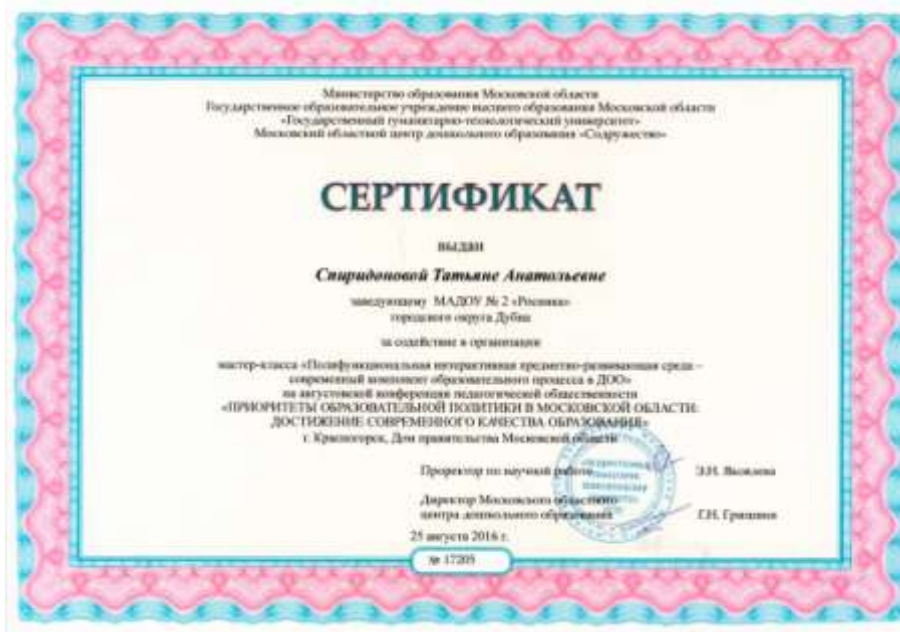 Министерство образования Московской области
Государственное образовательное учреждение высшего образования Московской области
«Государственный гуманитарно-технологический университет»
Московский областной центр дошкольного образования «Содружество»
СЕРТИФИКАТ
выдан
Спиридоновой Татьяне Анатольевне
заведующему МАДОУ № 2 «Росинка»
городского округа Дубна
за содействие в организации
мастер-класса «Полифункциональная интерактивная предметно-развивающая среда –
современный компонент образовательного процесса в ДОО»
на августовской конференции педагогической общественности
«ПРИОРИТЕТЫ ОБРАЗОВАТЕЛЬНОЙ ПОЛИТИКИ В МОСКОВСКОЙ ОБЛАСТИ:
ДОСТИЖЕНИЕ СОВРЕМЕННОГО КАЧЕСТВА ОБРАЗОВАНИЯ»
г. Красногорск, Дом правительства Московской области
Проректор по научной работе Э.Н. Яковлева
Директор Московского областного
центра дошкольного образования Г.Н.
25 августа 2016 г.
№ 17205